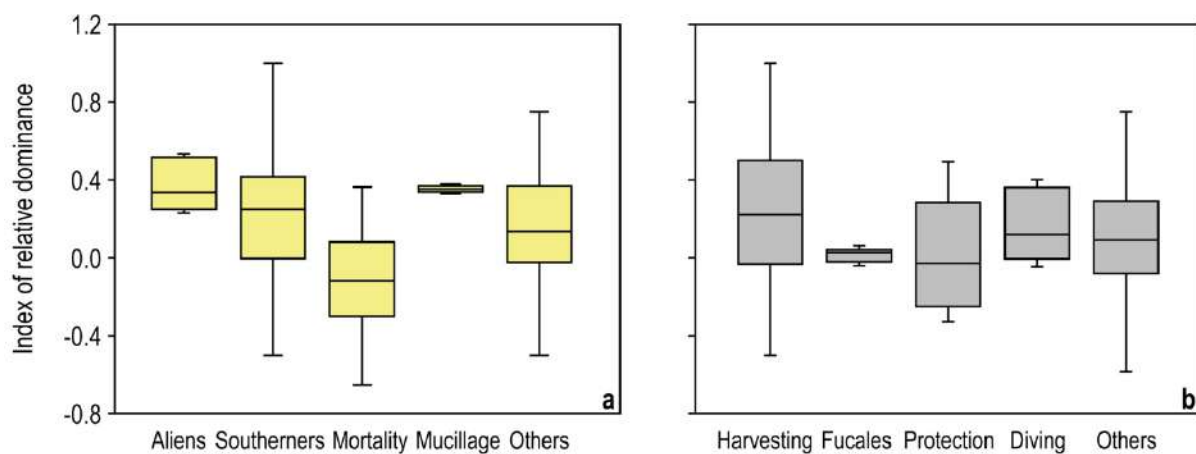 Index of relative dominance
1.2
0.8
0.4
0.0
-0.4
-0.8
a
Aliens Southerners Mortality Mucillage Others
b
Harvesting Fucales Protection Diving Others